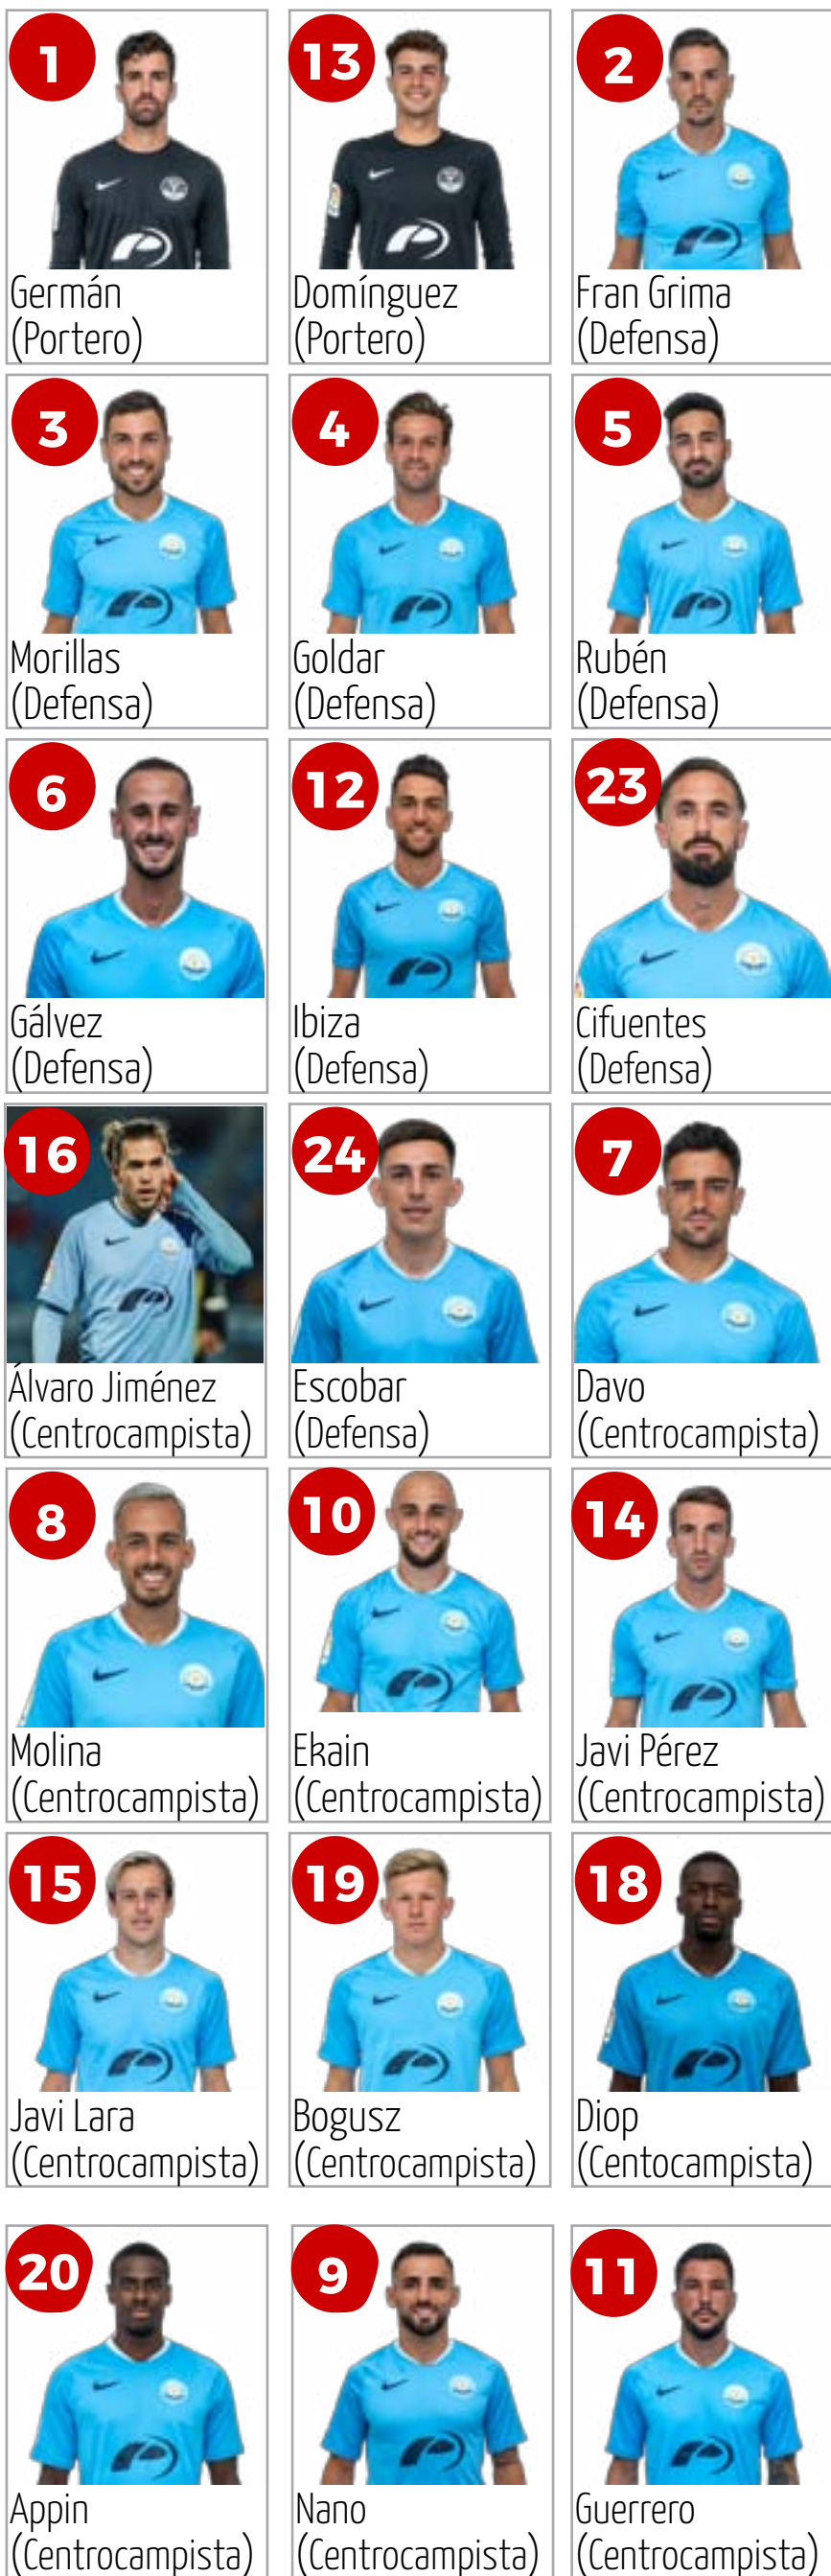 1
Germán
(Portero)
13
Domínguez
(Portero)
2
Fran Grima
(Defensa)
3
Morillas
(Defensa)
4
Goldar
(Defensa)
5
Rubén
(Defensa)
6
Gálvez
(Defensa)
12
Ibiza
(Defensa)
23
Cifuentes
(Defensa)
16
Álvaro Jiménez
(Centrocampista)
24
Escobar
(Defensa)
7
Davo
(Centrocampista)
8
Molina
(Centrocampista)
10
Ekain
(Centrocampista)
14
Javi Pérez
(Centrocampista)
15
Javi Lara
(Centrocampista)
19
Bogusz
(Centrocampista)
18
Diop
(Centocampista)
20
Appin
(Centrocampista)
9
Nano
(Centrocampista)
11
Guerrero
(Centrocampista)